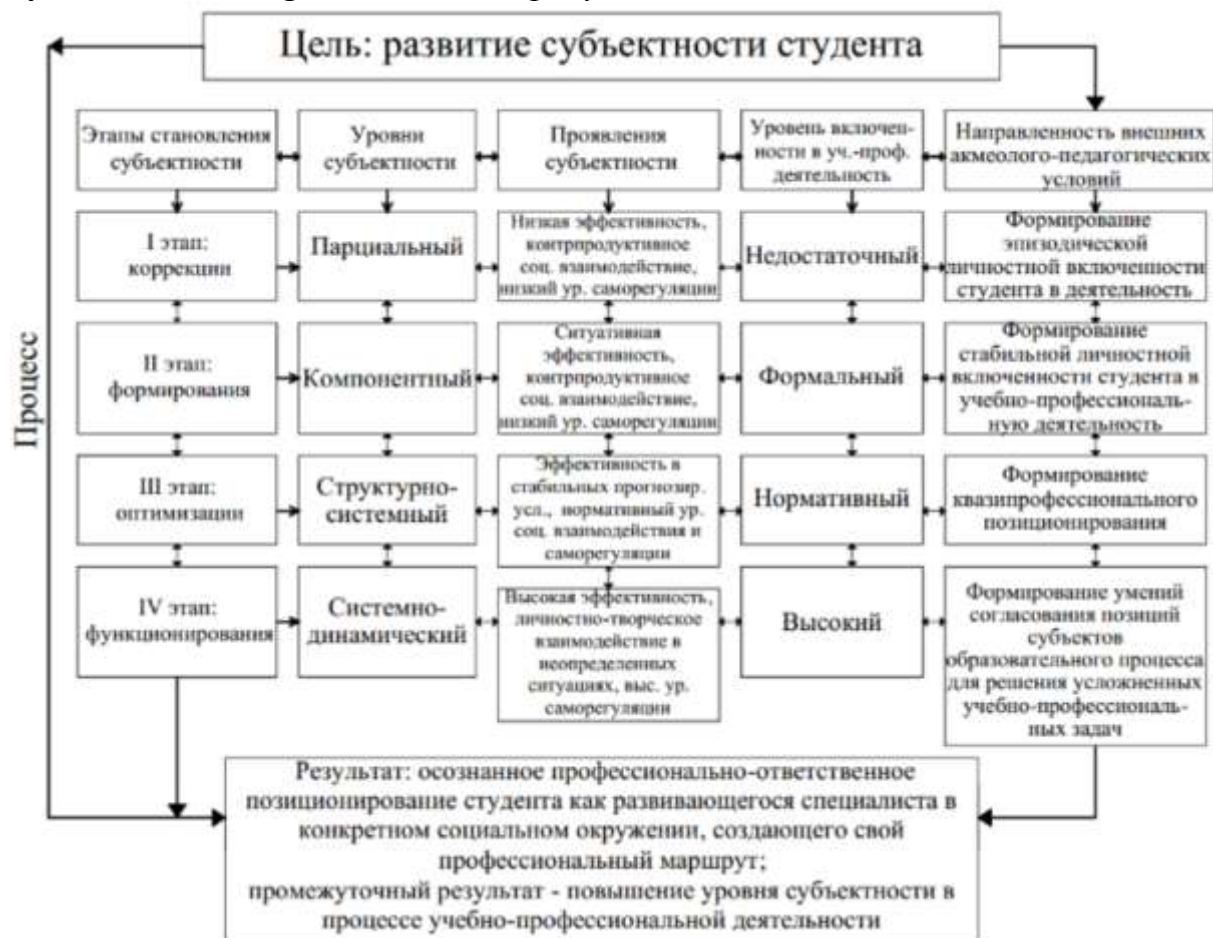 Цель: развитие субъектности студента
Процесс
Этапы становления
субъектности
Уровни
субъектности
Проявления
субъектности
Уровень включен-
ности в уч.-проф.
деятельность
Направленность внешних
акмеолого-педагогических
условий
I этап:
коррекции
Парциальный
Низкая эффективность,
контрпродуктивное
соц. взаимодействие,
низкий ур. саморегуляции
Недостаточный
Формирование
эпизодической
личностной включенности
студента в деятельность
II этап:
формирования
Компонентный
Ситуативная
эффективность,
контрпродуктивное
соц. взаимодействие,
низкий ур. саморегуляции
Формальный
Формирование
стабильной личностной
включенности студента в
учебно-профессиональ-
ную деятельность
III этап:
оптимизации
Структурно-
системный
Эффективность в
стабильных прогнозир.
усл., нормативный ур.
соц. взаимодействия и
саморегуляции
Нормативный
Формирование
квазипрофессионального
позиционирования
IV этап:
функционирования
Системно-
динамический
Высокая эффективность,
личностно-творческое
взаимодействие в
неопределенных
ситуациях, выс. ур.
саморегуляции
Высокий
Формирование умений
согласования позиций
субъектов
образовательного процесса
для решения усложненных
учебно-профессиональ-
ных задач
Результат: осознанное профессионально-ответственное
позиционирование студента как развивающегося специалиста в
конкретном социальном окружении, создающего свой
профессиональный маршрут;
промежуточный результат - повышение уровня субъектности в
процессе учебно-профессиональной деятельности